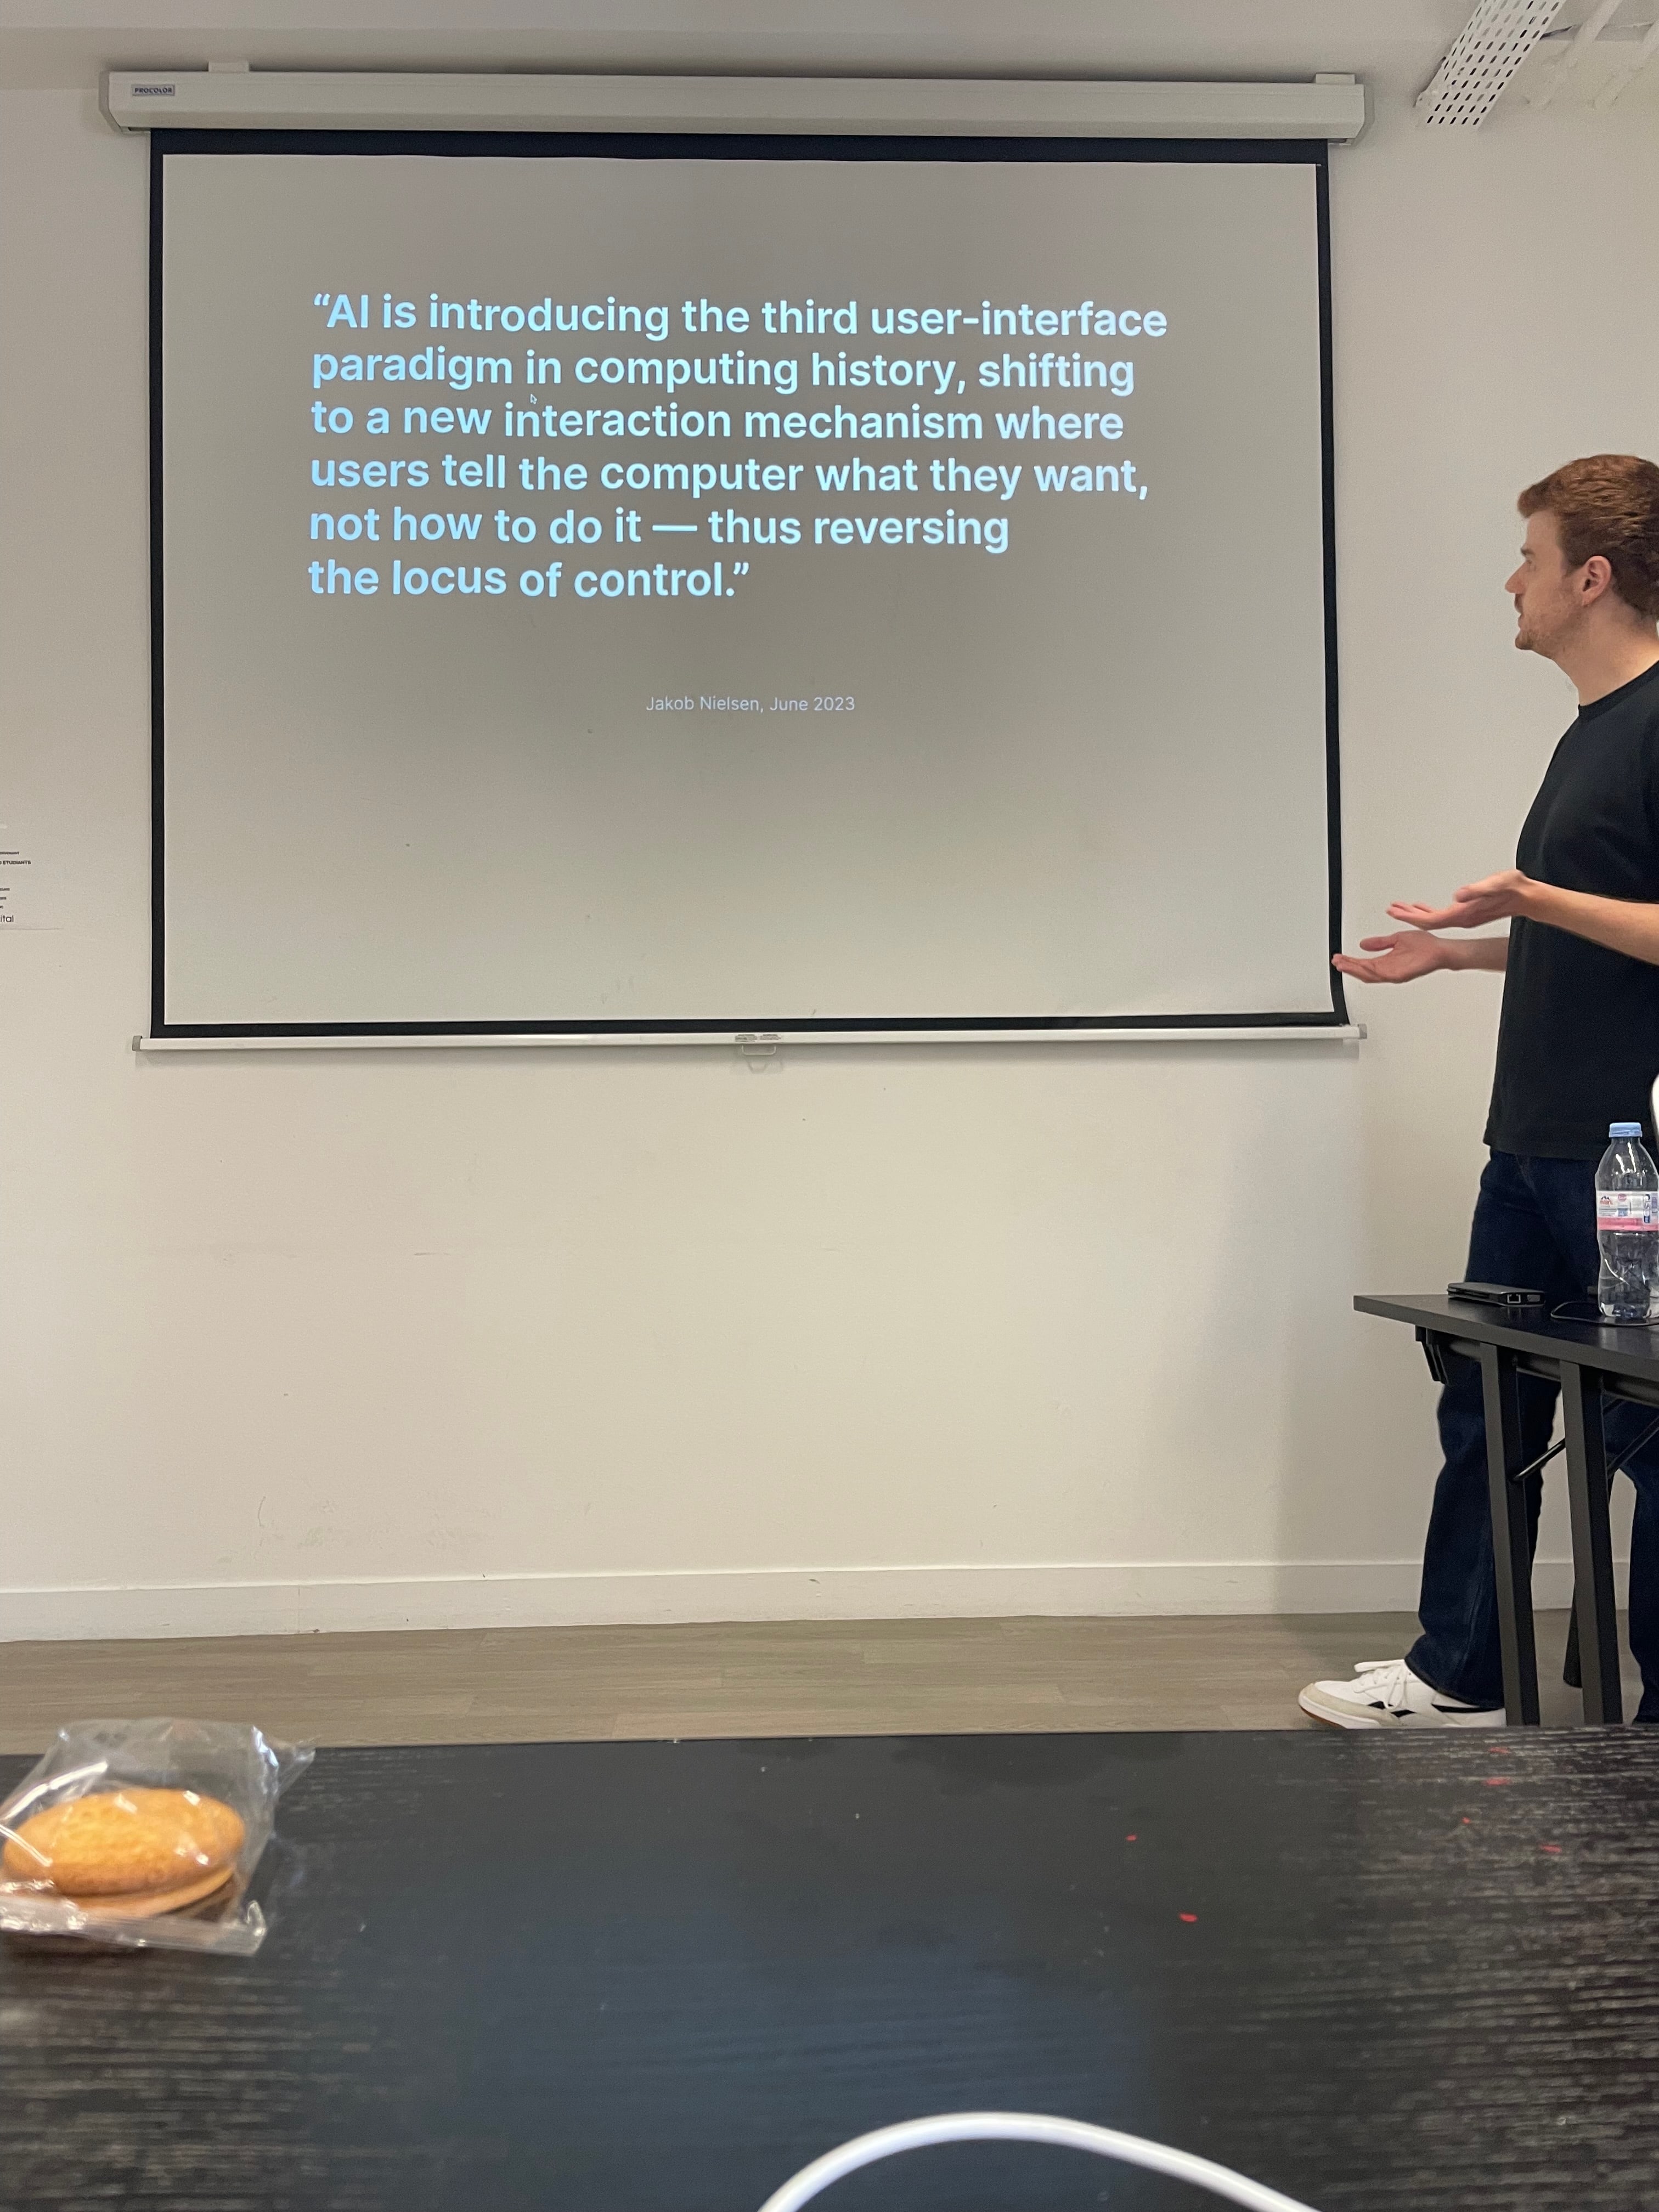 PROCOLOR
“AI is introducing the third user-interface
paradigm in computing history, shifting
to a new interaction mechanism where
users tell the computer what they want,
not how to do it — thus reversing
the locus of control.”
Jakob Nielsen, June 2023
ETUDIANTS